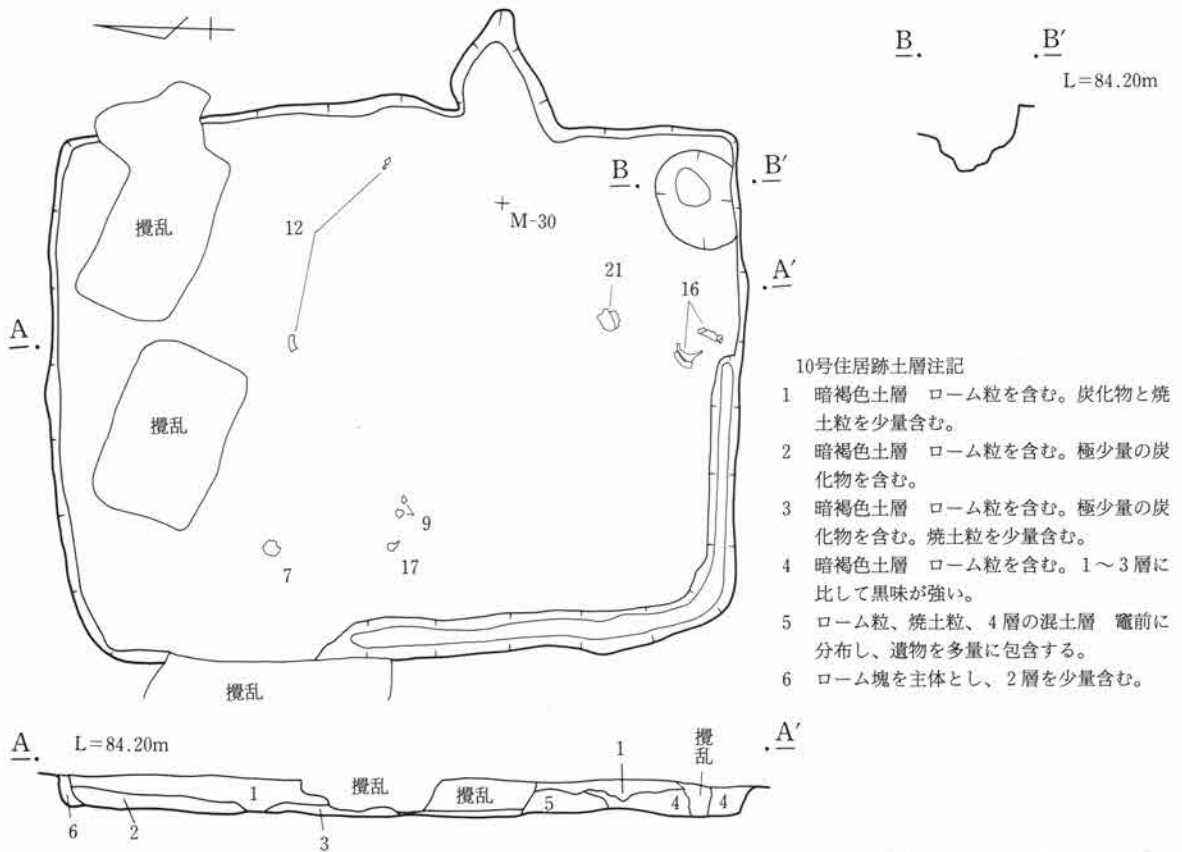 B.
B′
L=84.20m
攪乱
12
M-30
B.
.B′
21
16
.A′
A.
攪乱
9
17
7
攪乱
10号住居跡土層注記
1 暗褐色土層 ローム粒を含む。炭化物と焼
土粒を少量含む。
2 暗褐色土層 ローム粒を含む。極少量の炭
化物を含む。
3 暗褐色土層 ローム粒を含む。極少量の炭
化物を含む。焼土粒を少量含む。
4 暗褐色土層 ローム粒を含む。1～3層に
比して黒味が強い。
5 ローム粒、焼土粒、4層の混土層 竈前に
分布し、遺物を多量に包含する。
6 ローム塊を主体とし、2層を少量含む。
A.
L=84.20m
.A′
1
攪乱
1
攪乱
攪乱
5
4
4
6
2
3